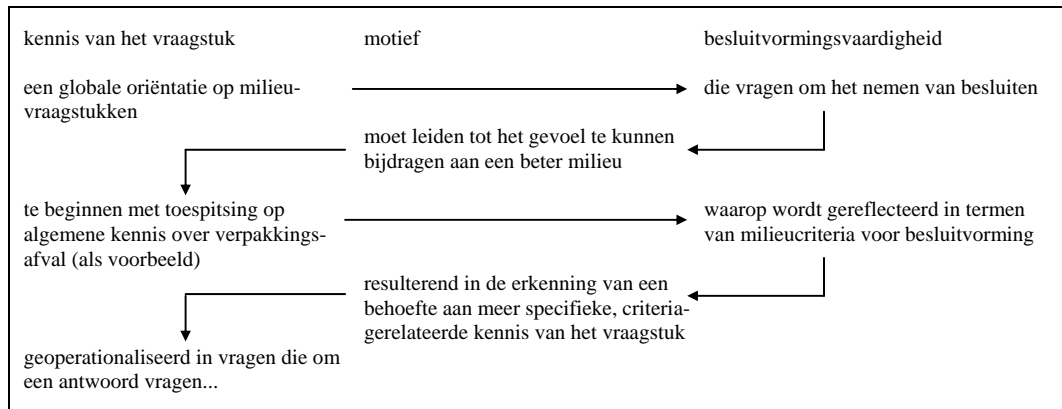 kennis van het vraagstuk
motief
besluitvormingsvaardigheid
een globale oriëntatie op milieu-
vraagstukken
die vragen om het nemen van besluiten
moet leiden tot het gevoel te kunnen
bijdragen aan een beter milieu
te beginnen met toespitsing op
algemene kennis over verpakkings-
afval (als voorbeeld)
waarop wordt gereflecteerd in termen
van milieucriteria voor besluitvorming
resulterend in de erkenning van een
behoefte aan meer specifieke, criteria-
gerelateerde kennis van het vraagstuk
geoperationaliseerd in vragen die om
een antwoord vragen...